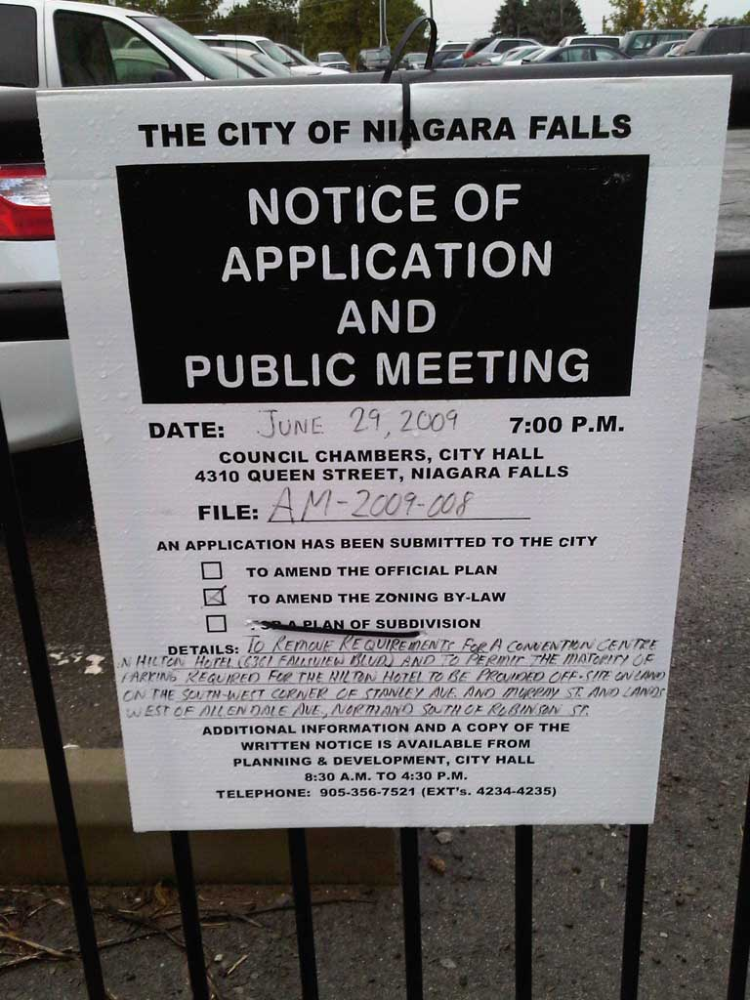 THE CITY OF NIAGARA FALLS
NOTICE OF
APPLICATION
AND
PUBLIC MEETING
DATE: JUNE 29, 2009 7:00 P.M.
COUNCIL CHAMBERS, CITY HALL
4310 QUEEN STREET, NIAGARA FALLS
FILE: AM-2009-008
AN APPLICATION HAS BEEN SUBMITTED TO THE CITY
TO AMEND THE OFFICIAL PLAN
TO AMEND THE ZONING BY-LAW
A PLAN OF SUBDIVISION
DETAILS: TO REMOVE REQUIREMENTS FOR A CONVENTION CENTRE
N HILTON HOTEL (6361 FALLSVIEW BLVD) AND TO PERMIT THE MAJORITY OF
PARKING REQUIRED FOR THE HILTON HOTEL TO BE PROVIDED OFF-SITE ON LAND
ON THE SOUTH-WEST CORNER OF STANLEY AVE. AND MURRAY ST. AND LANDS
WEST OF ALLENDALE AVE., NORTH AND SOUTH OF ROBINSON ST.
ADDITIONAL INFORMATION AND A COPY OF THE
WRITTEN NOTICE IS AVAILABLE FROM
PLANNING & DEVELOPMENT, CITY HALL
8:30 A.M. TO 4:30 P.M.
TELEPHONE: 905-356-7521 (EXT's. 4234-4235)